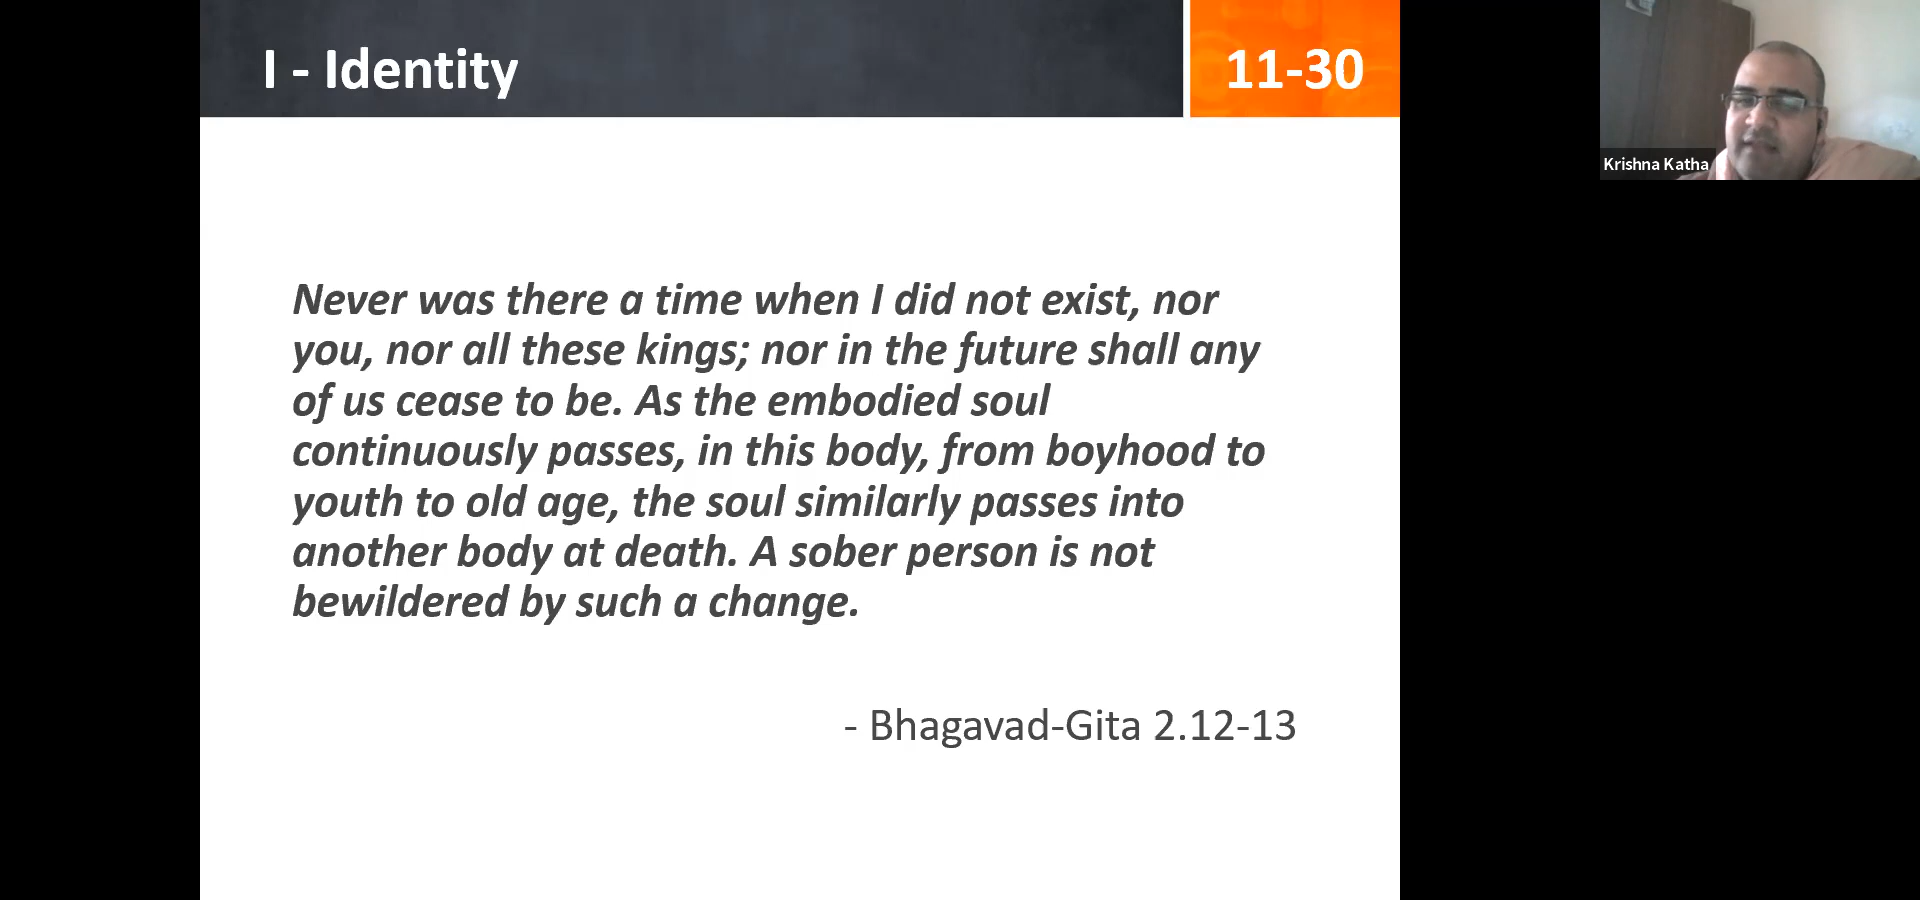 I - Identity
11-30
Krishna Katha
Never was there a time when I did not exist, nor
you, nor all these kings; nor in the future shall any
of us cease to be. As the embodied soul
continuously passes, in this body, from boyhood to
youth to old age, the soul similarly passes into
another body at death. A sober person is not
bewildered by such a change.
- Bhagavad-Gita 2.12-13